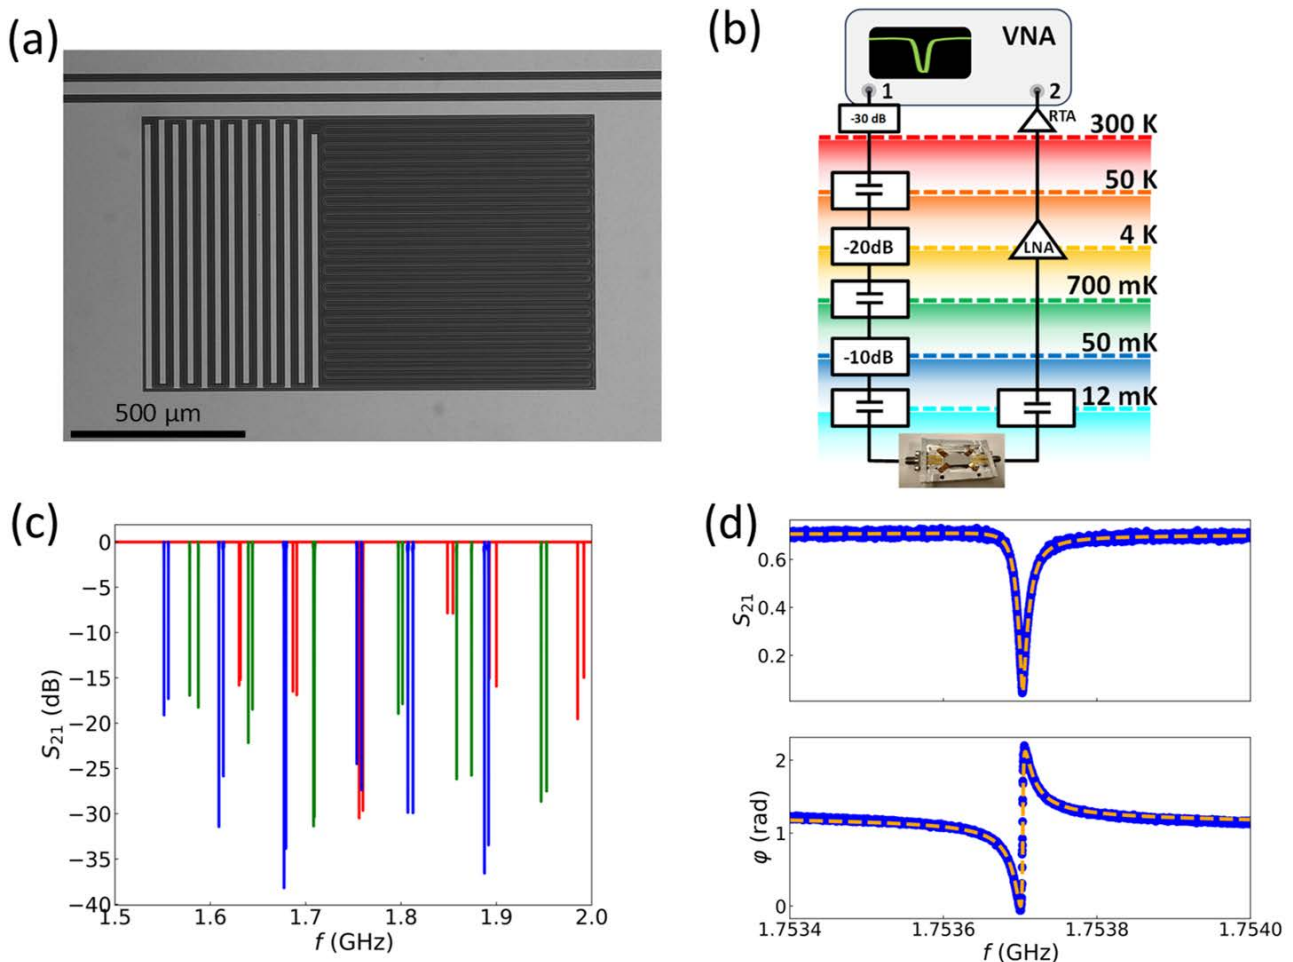 (a)
500 μm
(b)
VNA
1
2
-30 dB
RTA
300 K
50 K
-20dB
LNA
4 K
700 mK
-10dB
50 mK
12 mK
(c)
0
−5
−10
−15
−20
−25
−30
−35
−40
S21 (dB)
1.5
1.6
1.7
1.8
1.9
2.0
f (GHz)
(d)
0.6
0.4
0.2
S21
2
1
0
φ (rad)
1.7534
1.7536
1.7538
1.7540
f (GHz)